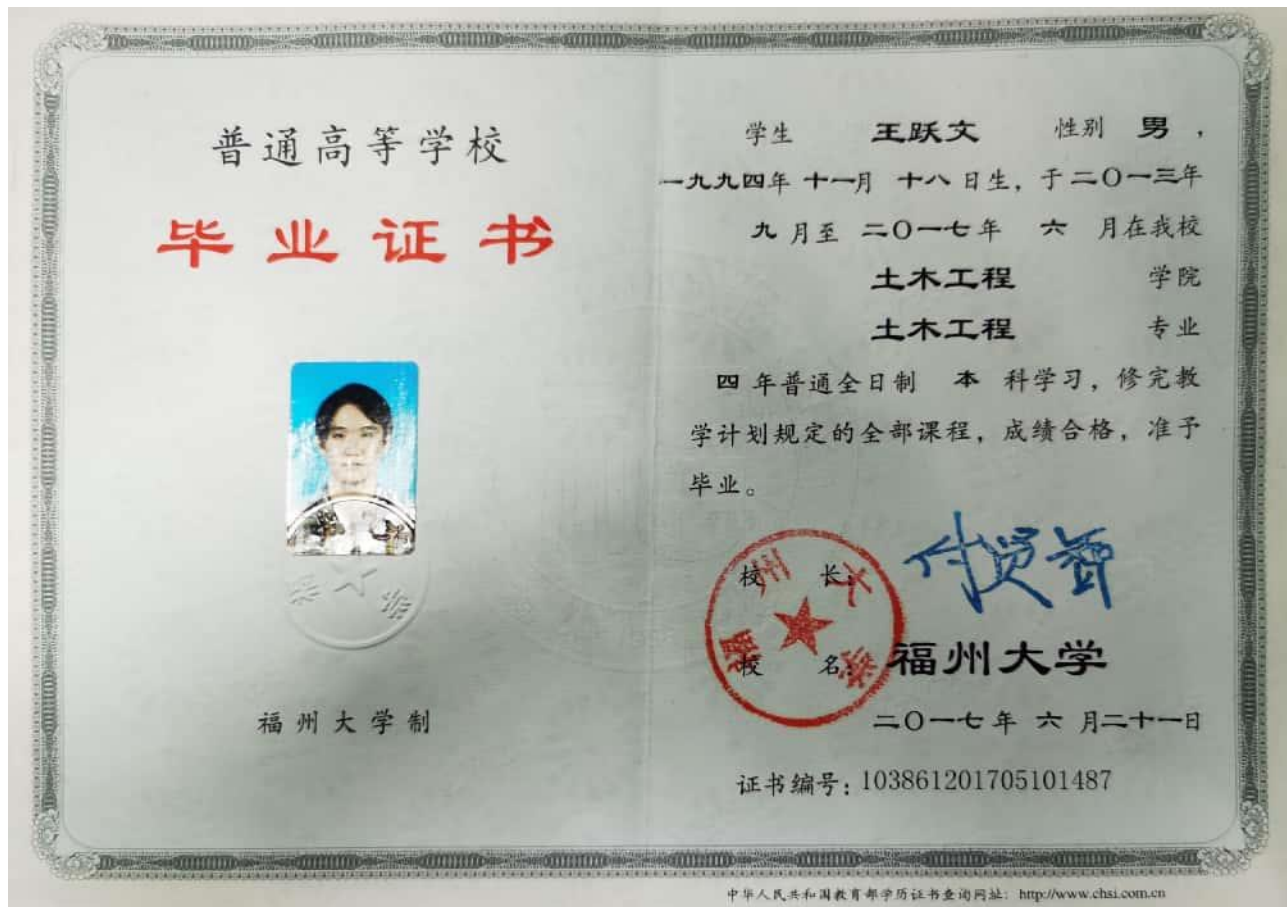 普通高等学校
毕业证书
福州大学制
学生 王跃文 性别 男，
一九九四年 十一月 十八 日生，于二〇一三年
九 月至 二〇一七年 六 月在我校
土木工程 学院
土木工程 专业
四 年普通全日制 本 科学习，修完教
学计划规定的全部课程，成绩合格，准予
毕业。
校 长：
校 名：福州大学
二〇一七年 六 月二十一日
证书编号：103861201705101487
中华人民共和国教育部学历证书查询网址：http://www.chsi.com.cn